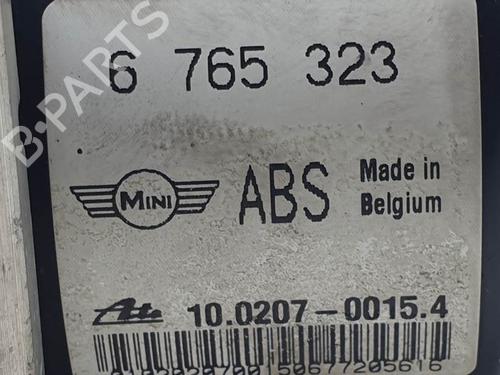 6 765 323
B-PARTS
MINI ABS Made in
Belgium
Ate 10.0207-0015.4